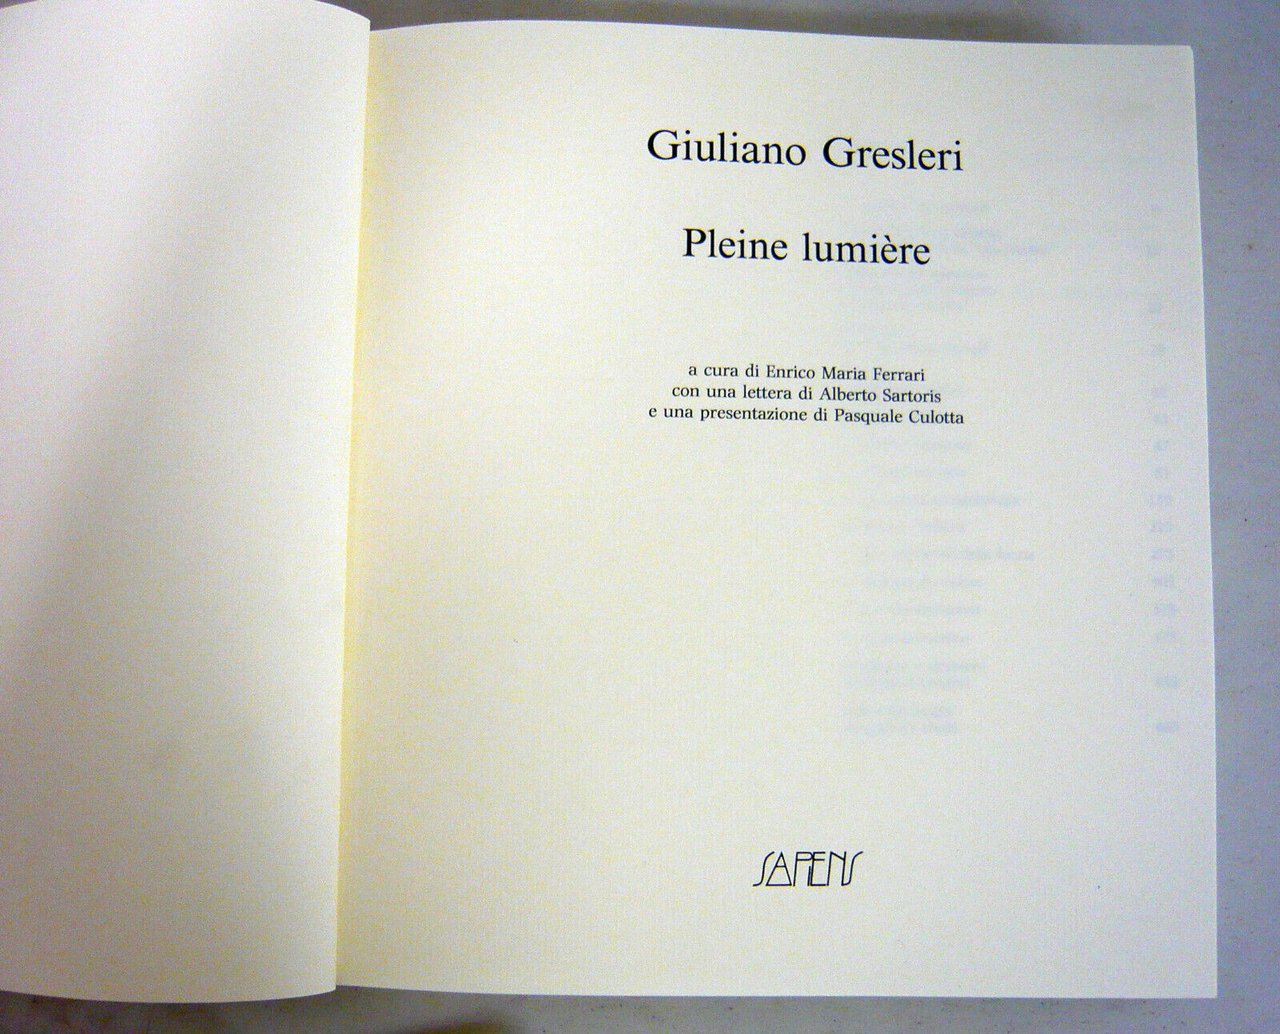 Giuliano Gresleri
Pleine lumière
a cura di Enrico Maria Ferrari
con una lettera di Alberto Sartoris
e una presentazione di Pasquale Culotta
SAPIENS